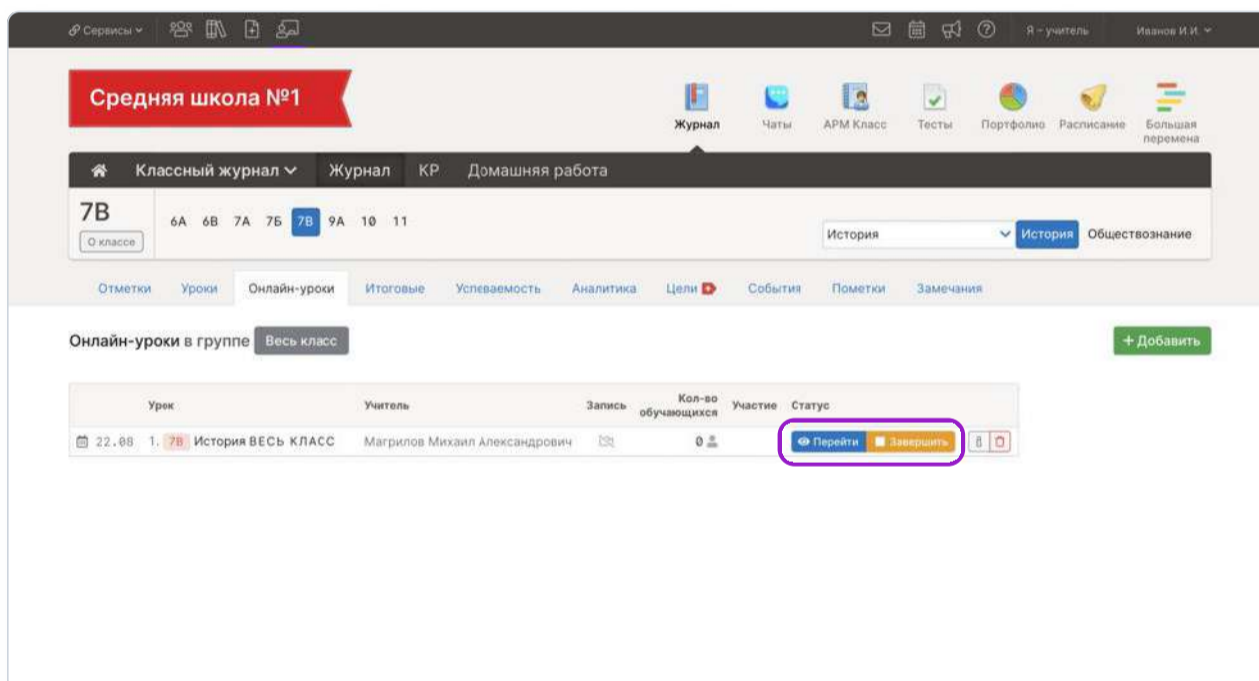 Сервисы Я – учитель Иванов И.И.
Средняя школа №1
Журнал Чаты АРМ Класс Тесты Портфолио Расписание Большая перемена
Классный журнал Журнал КР Домашняя работа
7В 6А 6В 7А 7Б 7В 9А 10 11
О классе История История Обществознание
Отметки Уроки Онлайн-уроки Итоговые Успеваемость Аналитика Цели События Пометки Замечания
Онлайн-уроки в группе Весь класс + Добавить
Урок Учитель Запись Кол-во обучающихся Участие Статус
22.08 1. 7В История ВЕСЬ КЛАСС Магрилов Михаил Александрович 0 Перейти Завершить